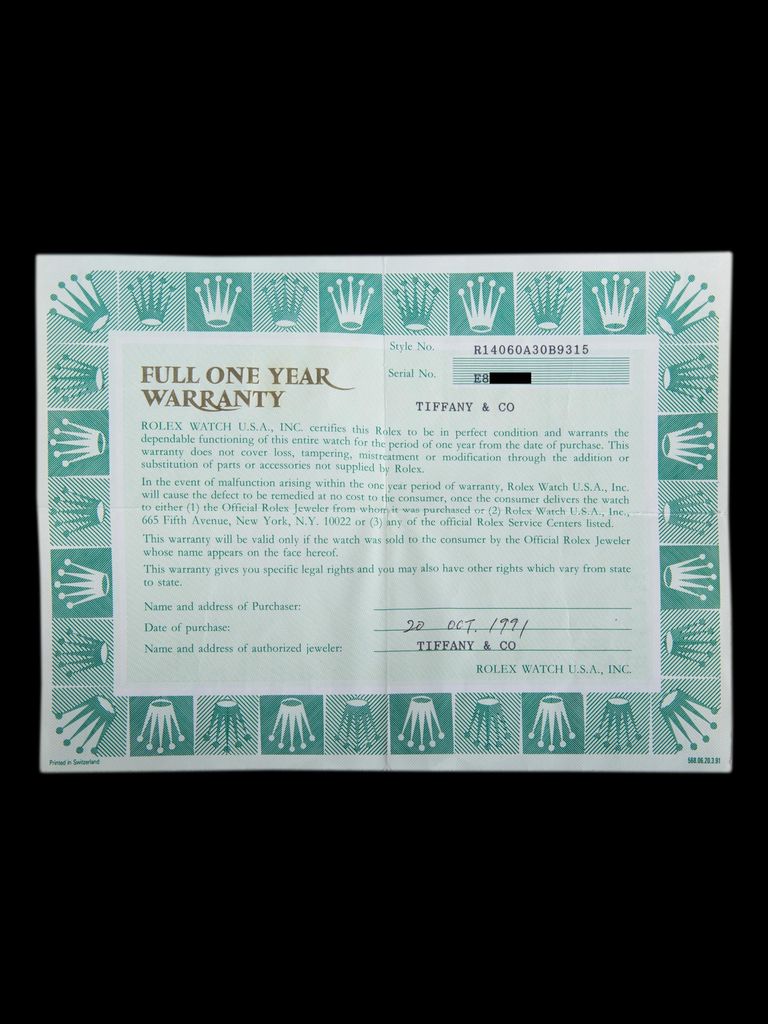 Style No. R14060A30B9315
Serial No. E8
FULL ONE YEAR
WARRANTY
TIFFANY & CO
ROLEX WATCH U.S.A., INC. certifies this Rolex to be in perfect condition and warrants the
dependable functioning of this entire watch for the period of one year from the date of purchase. This
warranty does not cover loss, tampering, mistreatment or modification through the addition or
substitution of parts or accessories not supplied by Rolex.
In the event of malfunction arising within the one year period of warranty, Rolex Watch U.S.A., Inc.
will cause the defect to be remedied at no cost to the consumer, once the consumer delivers the watch
to either (1) the Official Rolex Jeweler from whom it was purchased or (2) Rolex Watch U.S.A., Inc.,
665 Fifth Avenue, New York, N.Y. 10022 or (3) any of the official Rolex Service Centers listed.
This warranty will be valid only if the watch was sold to the consumer by the Official Rolex Jeweler
whose name appears on the face hereof.
This warranty gives you specific legal rights and you may also have other rights which vary from state
to state.
Name and address of Purchaser:
Date of purchase: 20 OCT. 1991
Name and address of authorized jeweler: TIFFANY & CO
ROLEX WATCH U.S.A., INC.
Printed in Switzerland 568.06.20.3.91